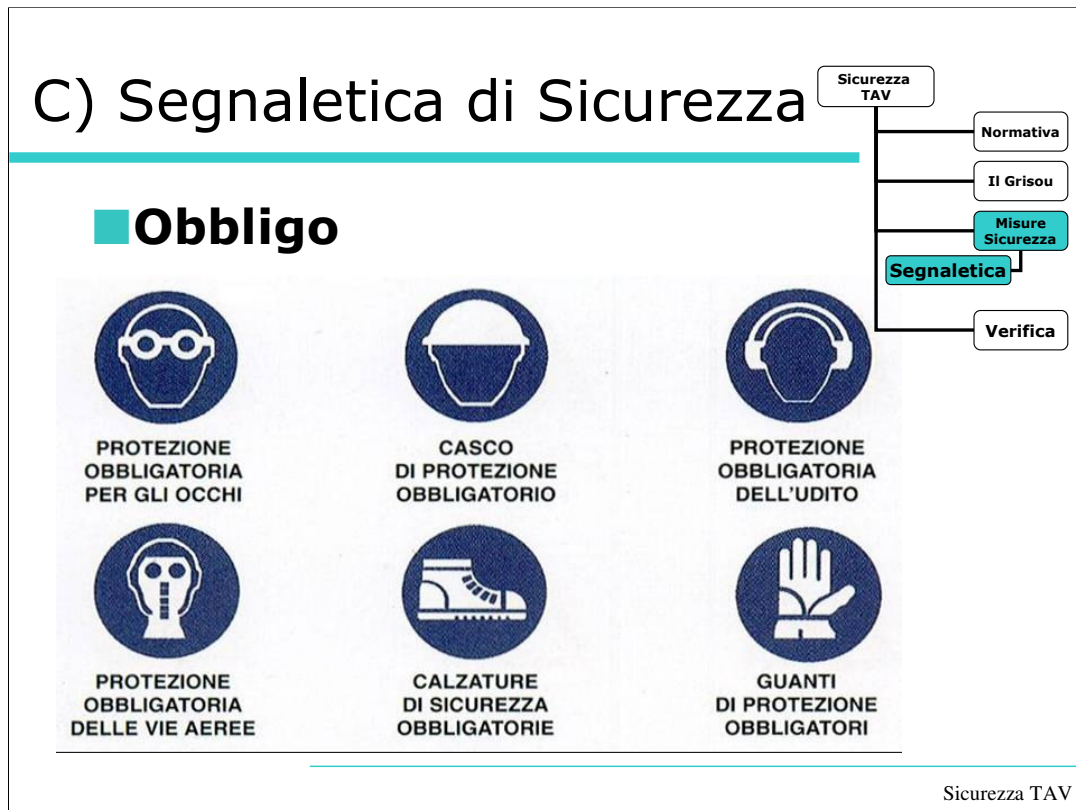 C) Segnaletica di Sicurezza
Sicurezza
TAV
Normativa
Il Grisou
Misure
Sicurezza
Segnaletica
Verifica
Obbligo
PROTEZIONE
OBBLIGATORIA
PER GLI OCCHI
CASCO
DI PROTEZIONE
OBBLIGATORIO
PROTEZIONE
OBBLIGATORIA
DELL'UDITO
PROTEZIONE
OBBLIGATORIA
DELLE VIE AEREE
CALZATURE
DI SICUREZZA
OBBLIGATORIE
GUANTI
DI PROTEZIONE
OBBLIGATORI
Sicurezza TAV